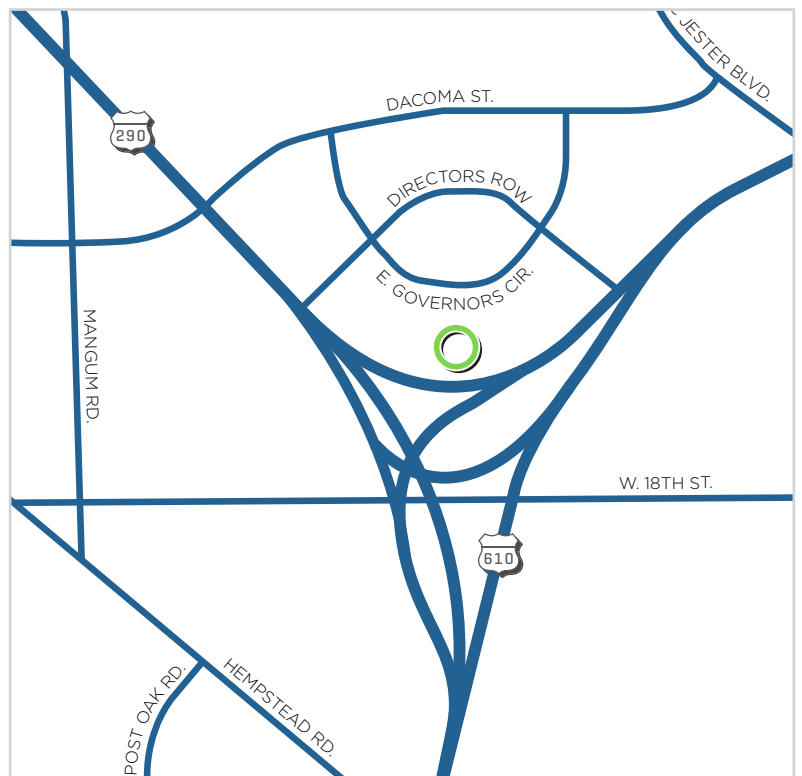 JESTER BLVD.
DACOMA ST.
290
DIRECTORS ROW
E. GOVERNORS CIR.
MANGUM RD.
W. 18TH ST.
610
POST OAK RD.
HEMPSTEAD RD.